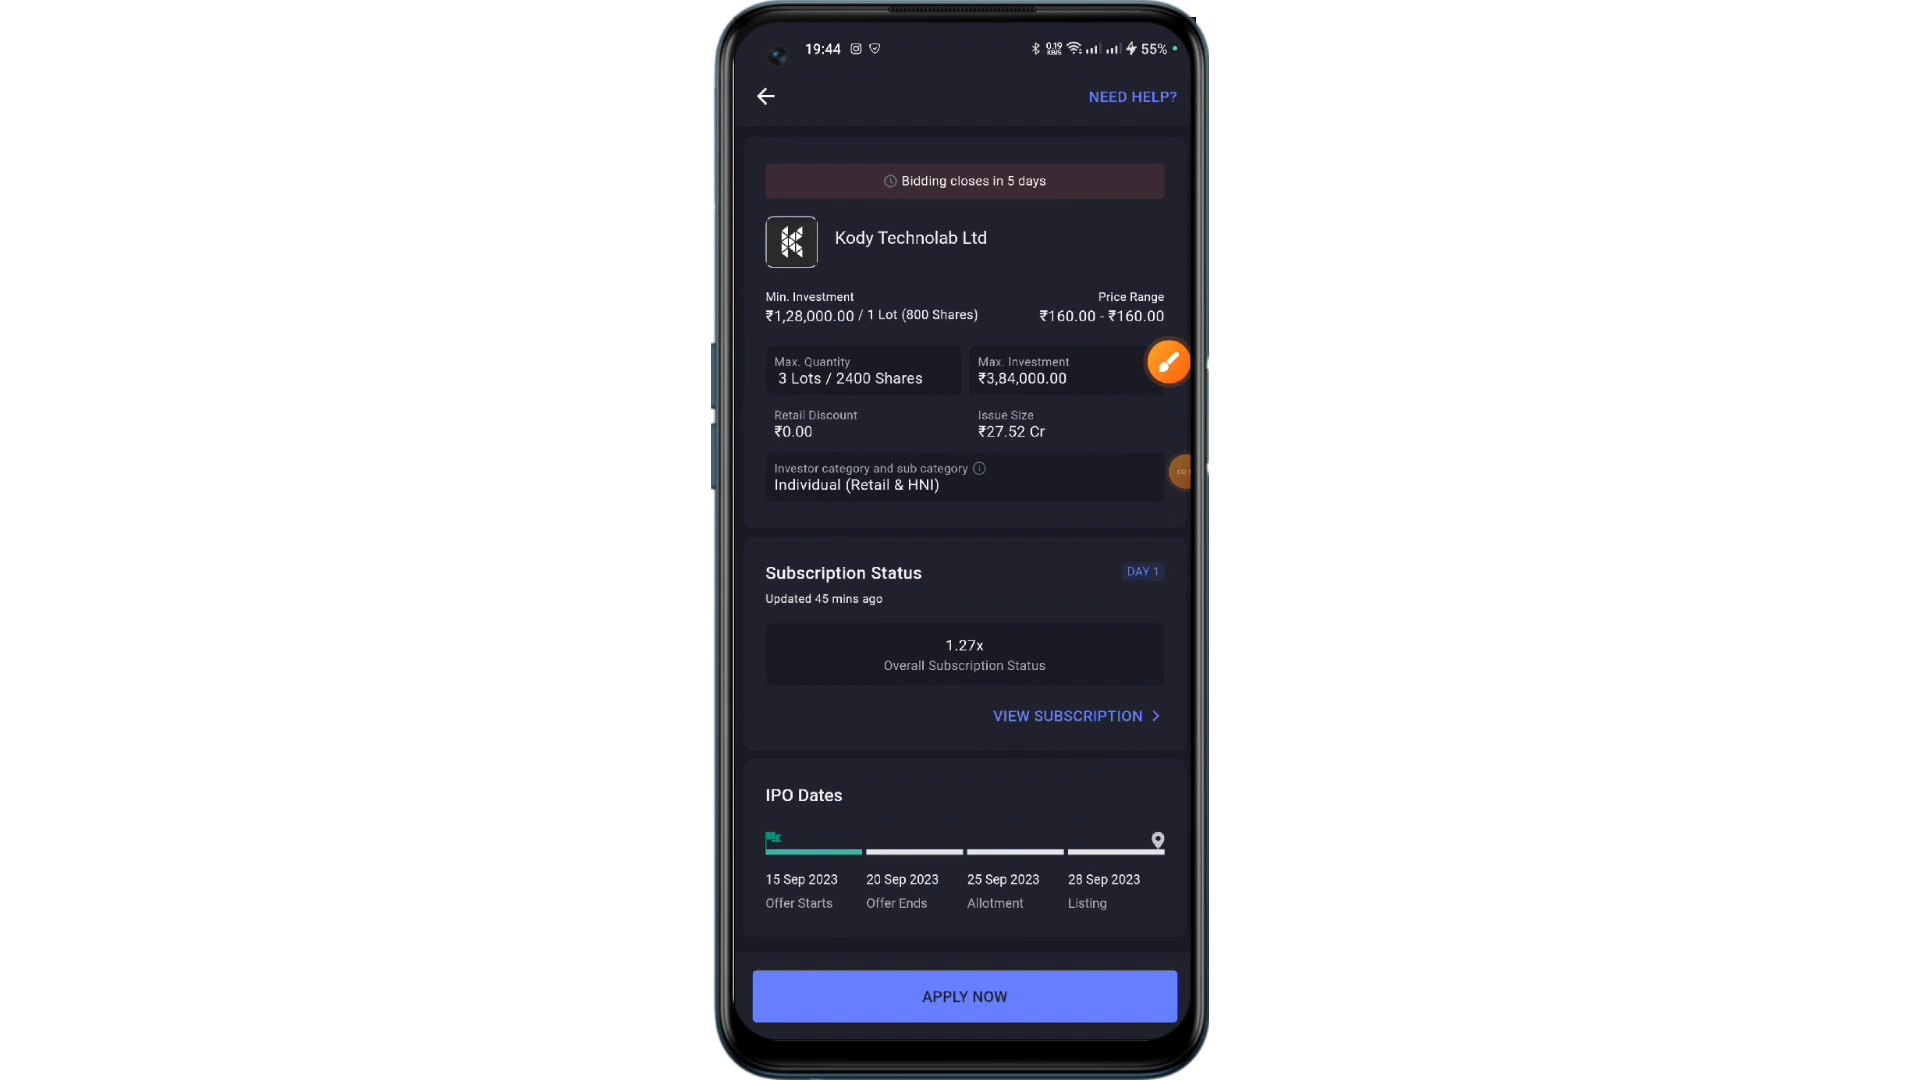 19:44
0.19 KB/S
55%
NEED HELP?
Bidding closes in 5 days
Kody Technolab Ltd
Min. Investment
Price Range
₹1,28,000.00 / 1 Lot (800 Shares)
₹160.00 - ₹160.00
Max. Quantity
3 Lots / 2400 Shares
Max. Investment
₹3,84,000.00
Retail Discount
₹0.00
Issue Size
₹27.52 Cr
Investor category and sub category
Individual (Retail & HNI)
Subscription Status
DAY 1
Updated 45 mins ago
1.27x
Overall Subscription Status
VIEW SUBSCRIPTION
IPO Dates
15 Sep 2023
20 Sep 2023
25 Sep 2023
28 Sep 2023
Offer Starts
Offer Ends
Allotment
Listing
APPLY NOW